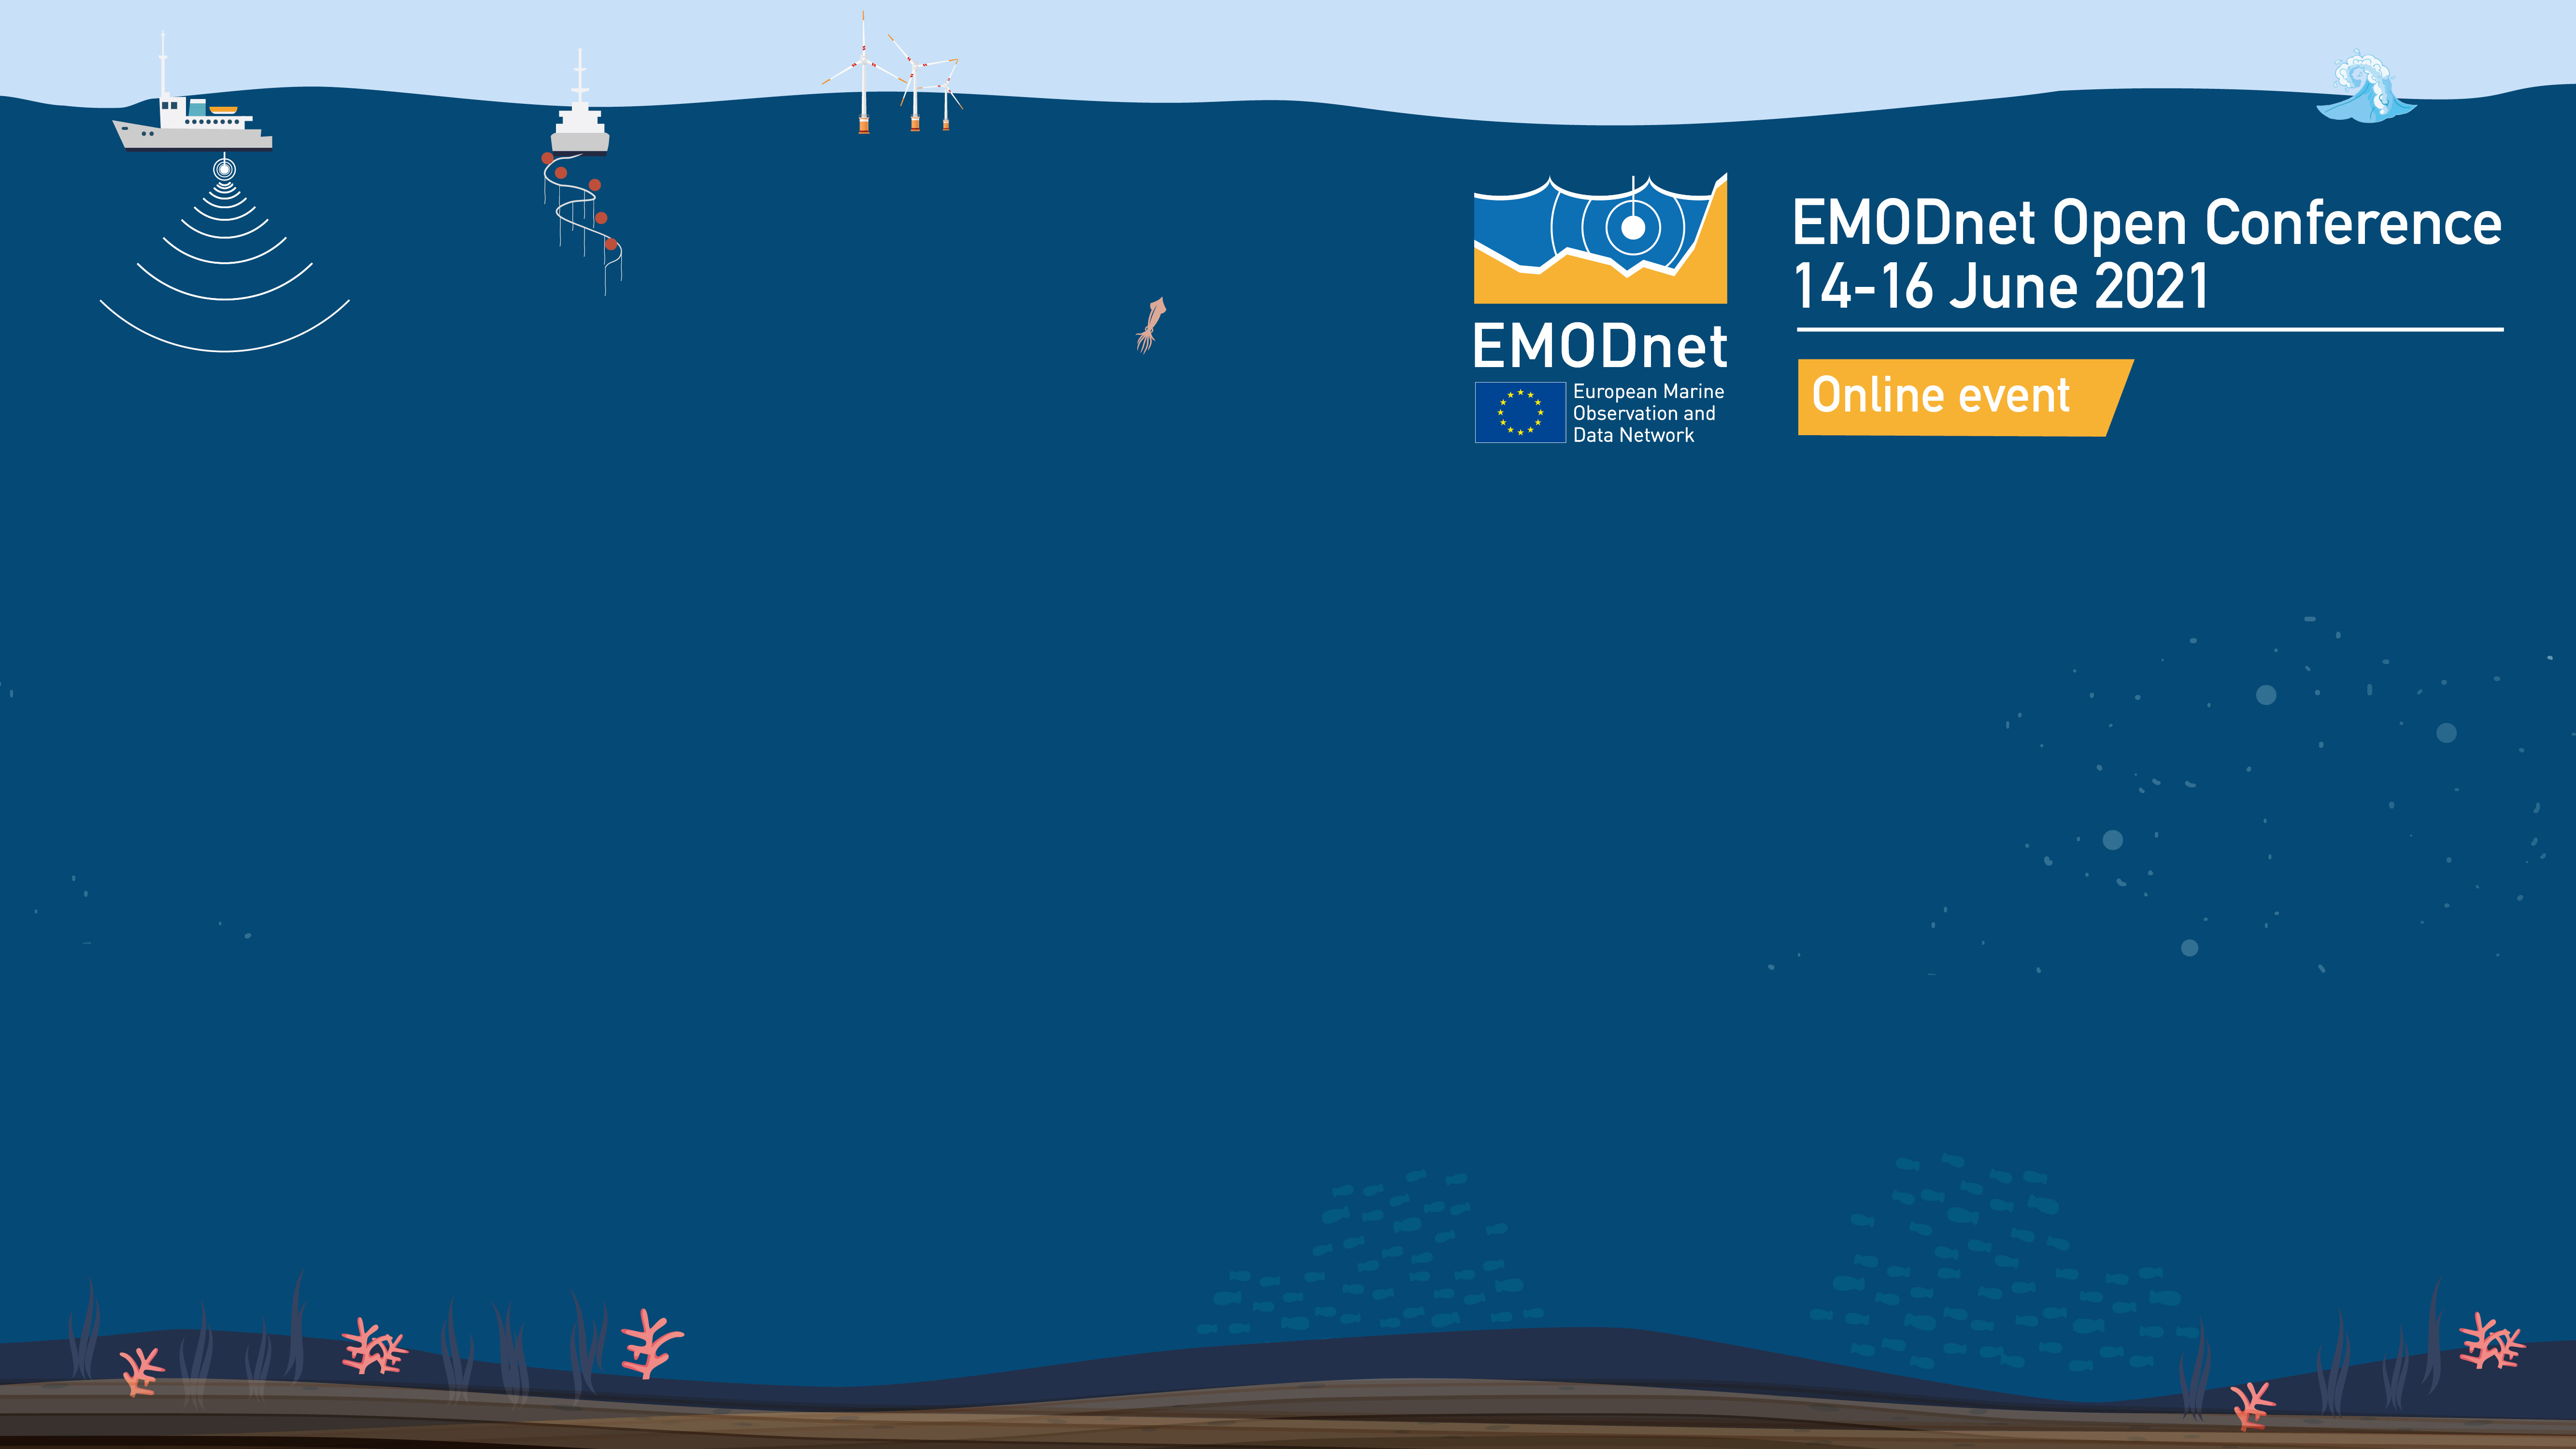 EMODnet Open Conference
14-16 June 2021
Online event
EMODnet
European Marine
Observation and
Data Network